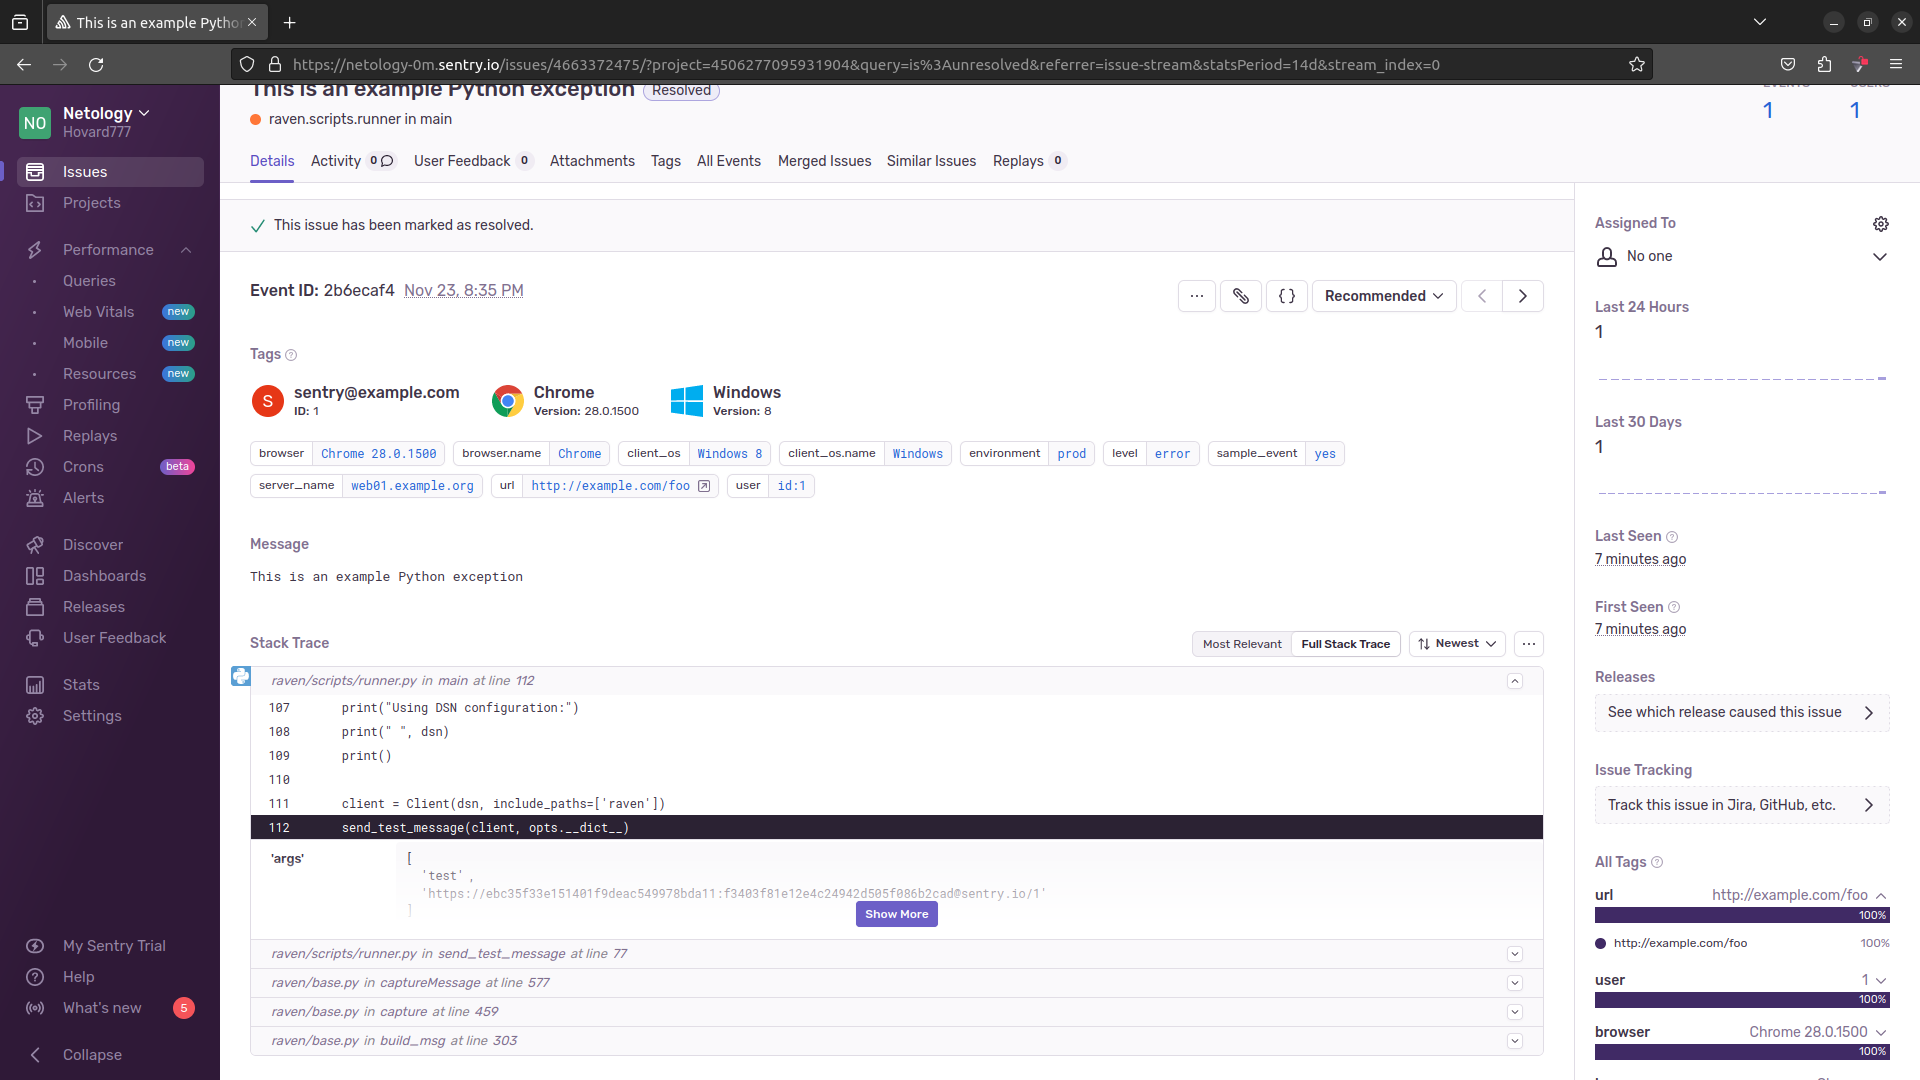 This is an example Pytho
https://netology-0m.sentry.io/issues/4663372475/?project=4506277095931904&query=is%3Aunresolved&referrer=issue-stream&statsPeriod=14d&stream_index=0
NO
Netology
Hovard777
Issues
Projects
Performance
Queries
Web Vitals new
Mobile new
Resources new
Profiling
Replays
Crons beta
Alerts
Discover
Dashboards
Releases
User Feedback
Stats
Settings
My Sentry Trial
Help
What's new 5
Collapse
This is an example Python exception Resolved
raven.scripts.runner in main
EVENTS USERS
1 1
Details Activity 0 User Feedback 0 Attachments Tags All Events Merged Issues Similar Issues Replays 0
This issue has been marked as resolved.
Event ID: 2b6ecaf4 Nov 23, 8:35 PM
··· {} Recommended
Tags ?
S sentry@example.com
ID: 1
Chrome
Version: 28.0.1500
Windows
Version: 8
browser Chrome 28.0.1500 browser.name Chrome client_os Windows 8 client_os.name Windows environment prod level error sample_event yes
server_name web01.example.org url http://example.com/foo user id:1
Message
This is an example Python exception
Stack Trace
Most Relevant Full Stack Trace Newest ···
raven/scripts/runner.py in main at line 112
107 print("Using DSN configuration:")
108 print(" ", dsn)
109 print()
110
111 client = Client(dsn, include_paths=['raven'])
112 send_test_message(client, opts.__dict__)
'args' [
'test' ,
'https://ebc35f33e151401f9deac549978bda11:f3403f81e12e4c24942d505f086b2cad@sentry.io/1'
]
Show More
raven/scripts/runner.py in send_test_message at line 77
raven/base.py in captureMessage at line 577
raven/base.py in capture at line 459
raven/base.py in build_msg at line 303
Assigned To
No one
Last 24 Hours
1
Last 30 Days
1
Last Seen ?
7 minutes ago
First Seen ?
7 minutes ago
Releases
See which release caused this issue
Issue Tracking
Track this issue in Jira, GitHub, etc.
All Tags ?
url http://example.com/foo
100%
http://example.com/foo 100%
user 1
100%
browser Chrome 28.0.1500
100%